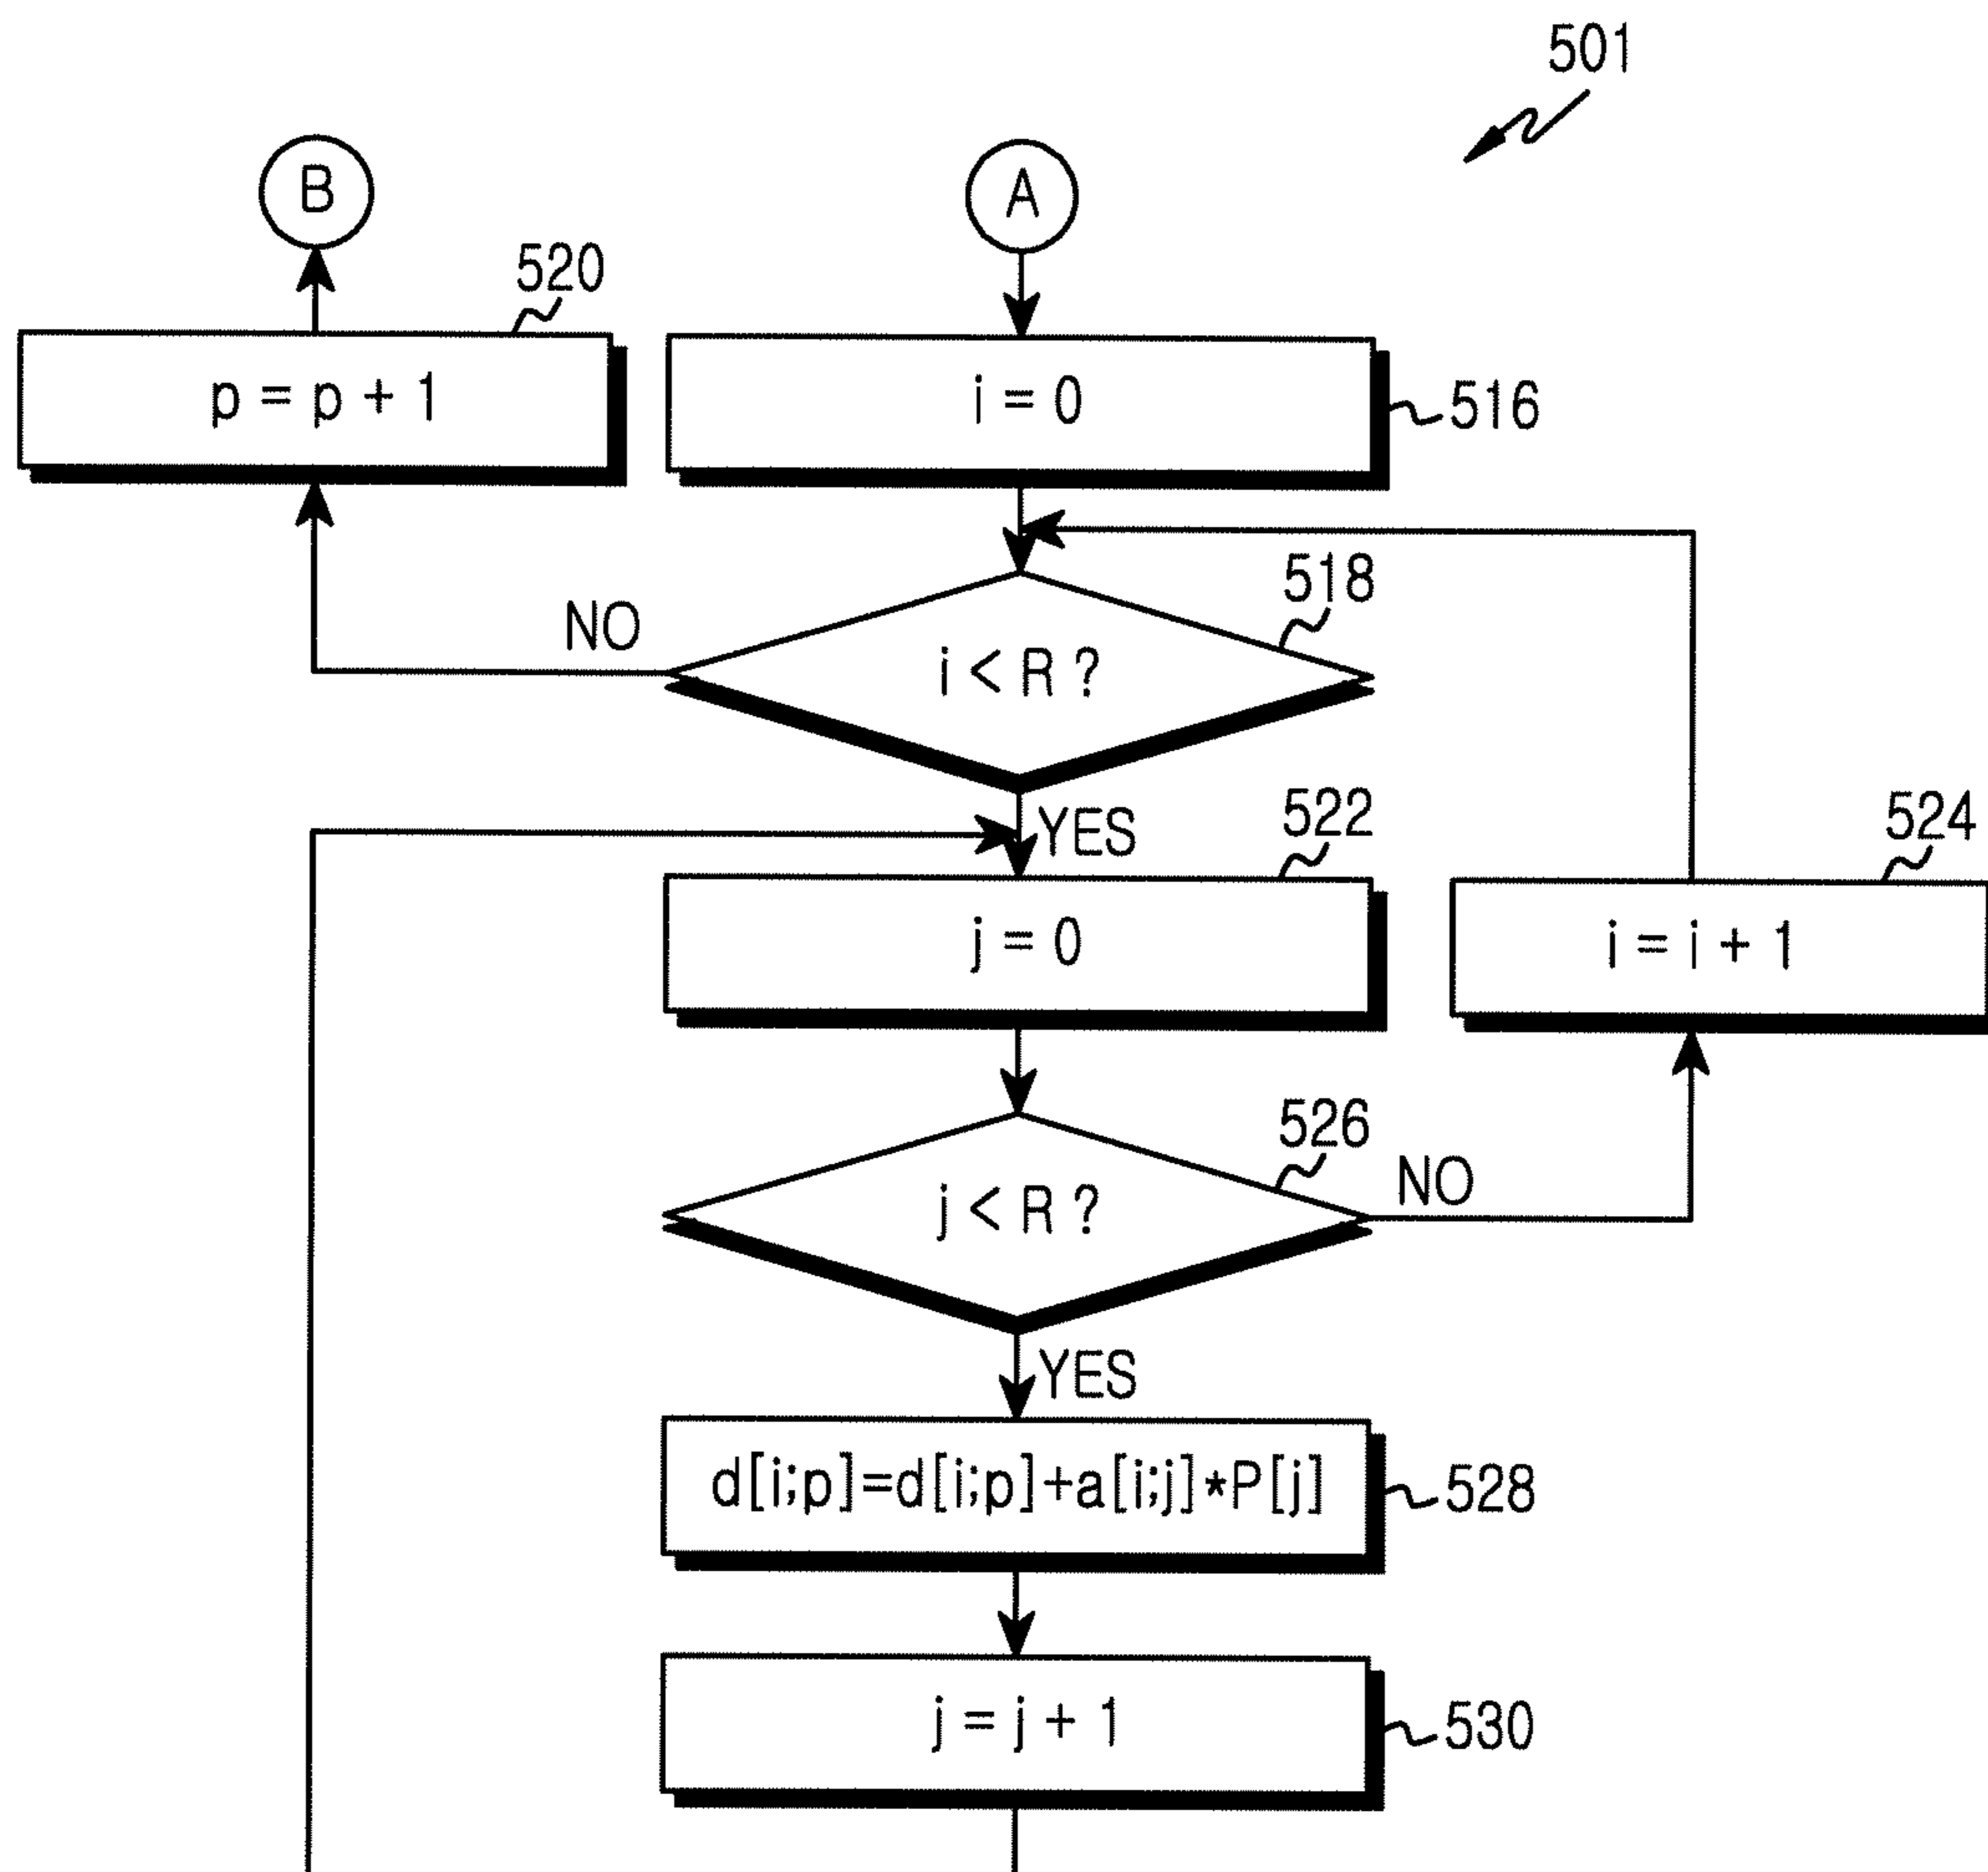 501
B
A
520
p = p + 1
i = 0
516
518
NO
i < R ?
YES
522
524
j = 0
i = i + 1
526
NO
j < R ?
YES
d[i;p]=d[i;p]+a[i;j]*P[j]
528
j = j + 1
530